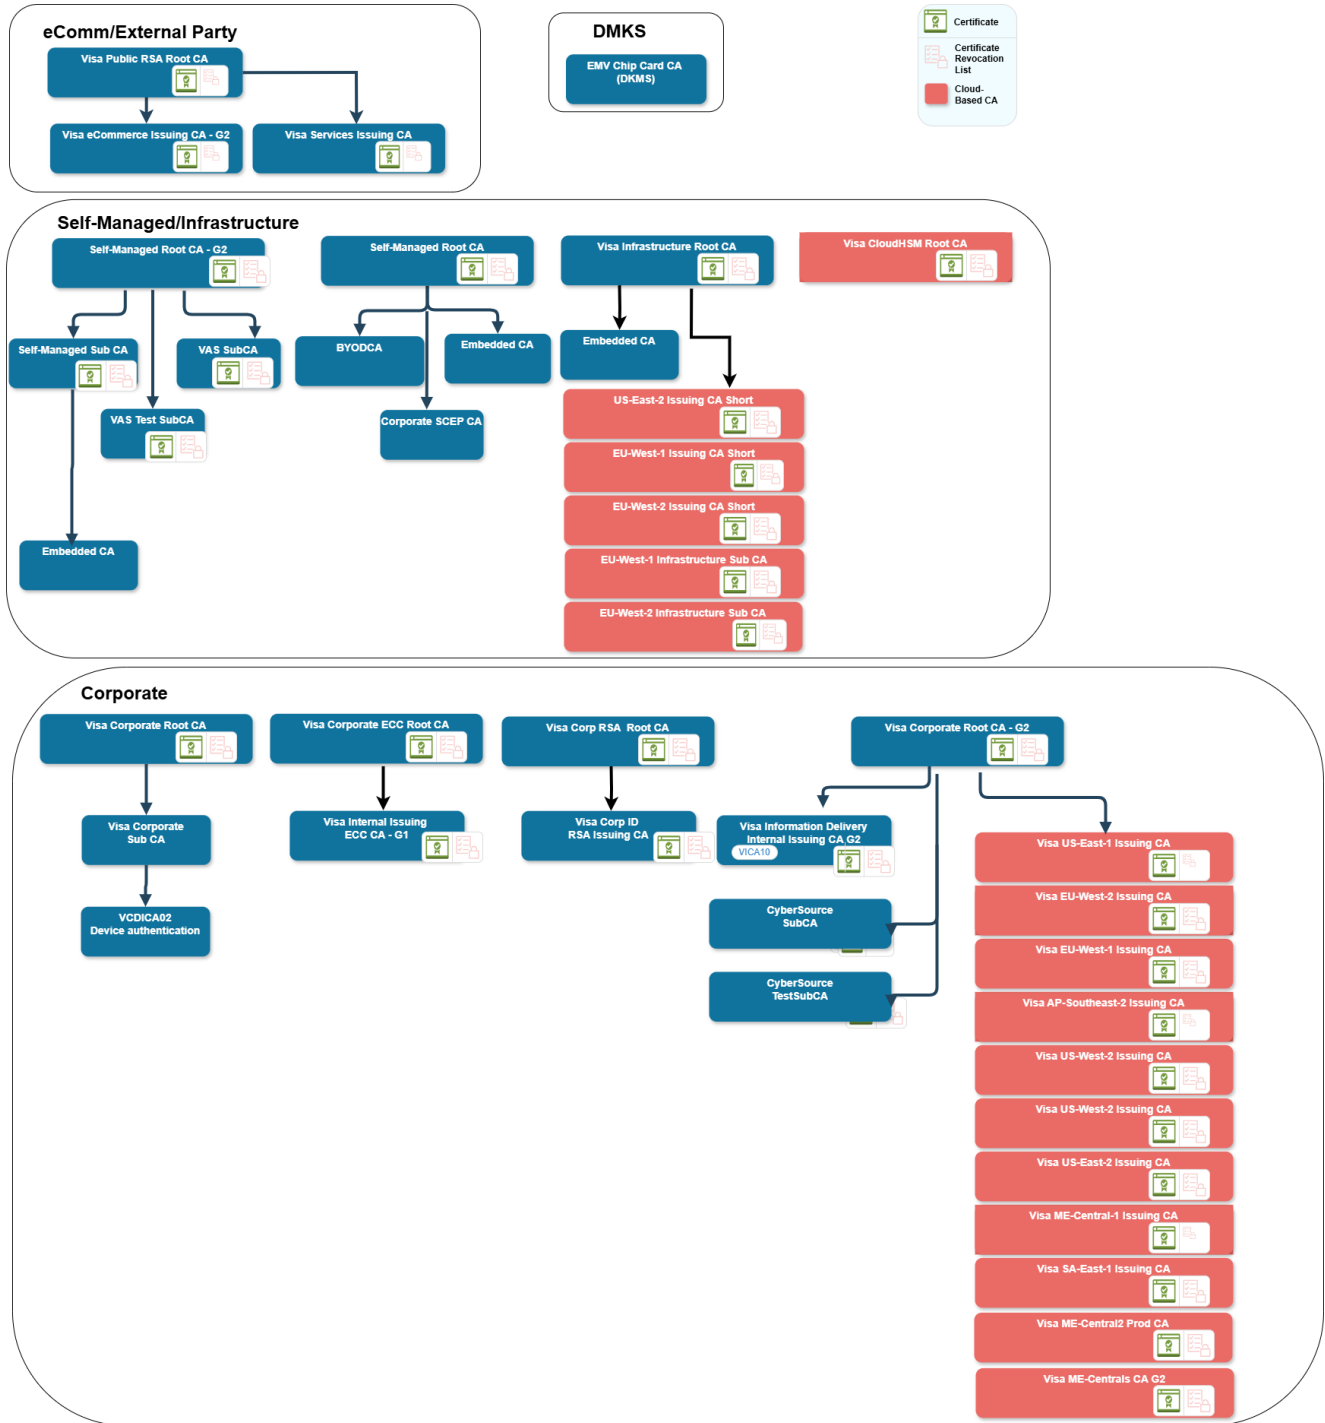 eComm/External Party
Visa Public RSA Root CA
Visa eCommerce Issuing CA - G2
Visa Services Issuing CA
DMKS
EMV Chip Card CA
(DKMS)
Certificate
Certificate
Revocation
List
Cloud-
Based CA
Self-Managed/Infrastructure
Self-Managed Root CA - G2
Self-Managed Root CA
Visa Infrastructure Root CA
Visa CloudHSM Root CA
Self-Managed Sub CA
VAS SubCA
BYODCA
Embedded CA
Embedded CA
VAS Test SubCA
Corporate SCEP CA
US-East-2 Issuing CA Short
EU-West-1 Issuing CA Short
EU-West-2 Issuing CA Short
EU-West-1 Infrastructure Sub CA
EU-West-2 Infrastructure Sub CA
Embedded CA
Corporate
Visa Corporate Root CA
Visa Corporate ECC Root CA
Visa Corp RSA  Root CA
Visa Corporate Root CA - G2
Visa Corporate
Sub CA
Visa Internal Issuing
ECC CA - G1
Visa Corp ID
RSA Issuing CA
Visa Information Delivery
Internal Issuing CA G2
VICA10
VCDICA02
Device authentication
CyberSource
SubCA
CyberSource
TestSubCA
Visa US-East-1 Issuing CA
Visa EU-West-2 Issuing CA
Visa EU-West-1 Issuing CA
Visa AP-Southeast-2 Issuing CA
Visa US-West-2 Issuing CA
Visa US-West-2 Issuing CA
Visa US-East-2 Issuing CA
Visa ME-Central-1 Issuing CA
Visa SA-East-1 Issuing CA
Visa ME-Central2 Prod CA
Visa ME-Centrals CA G2